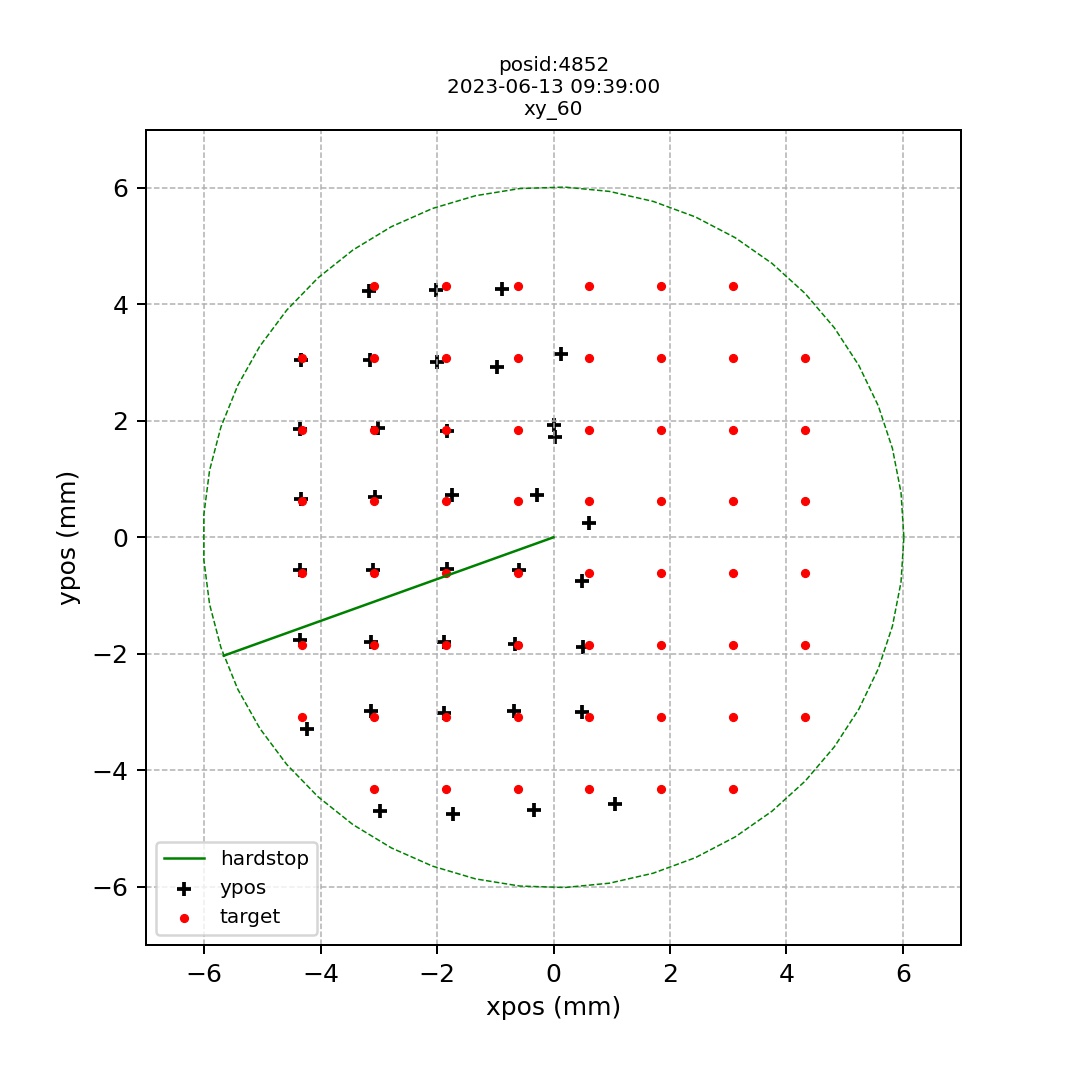 posid:4852
2023-06-13 09:39:00
xy_60
6
4
2
0
−2
−4
−6
ypos (mm)
hardstop
ypos
target
−6 −4 −2 0 2 4 6
xpos (mm)